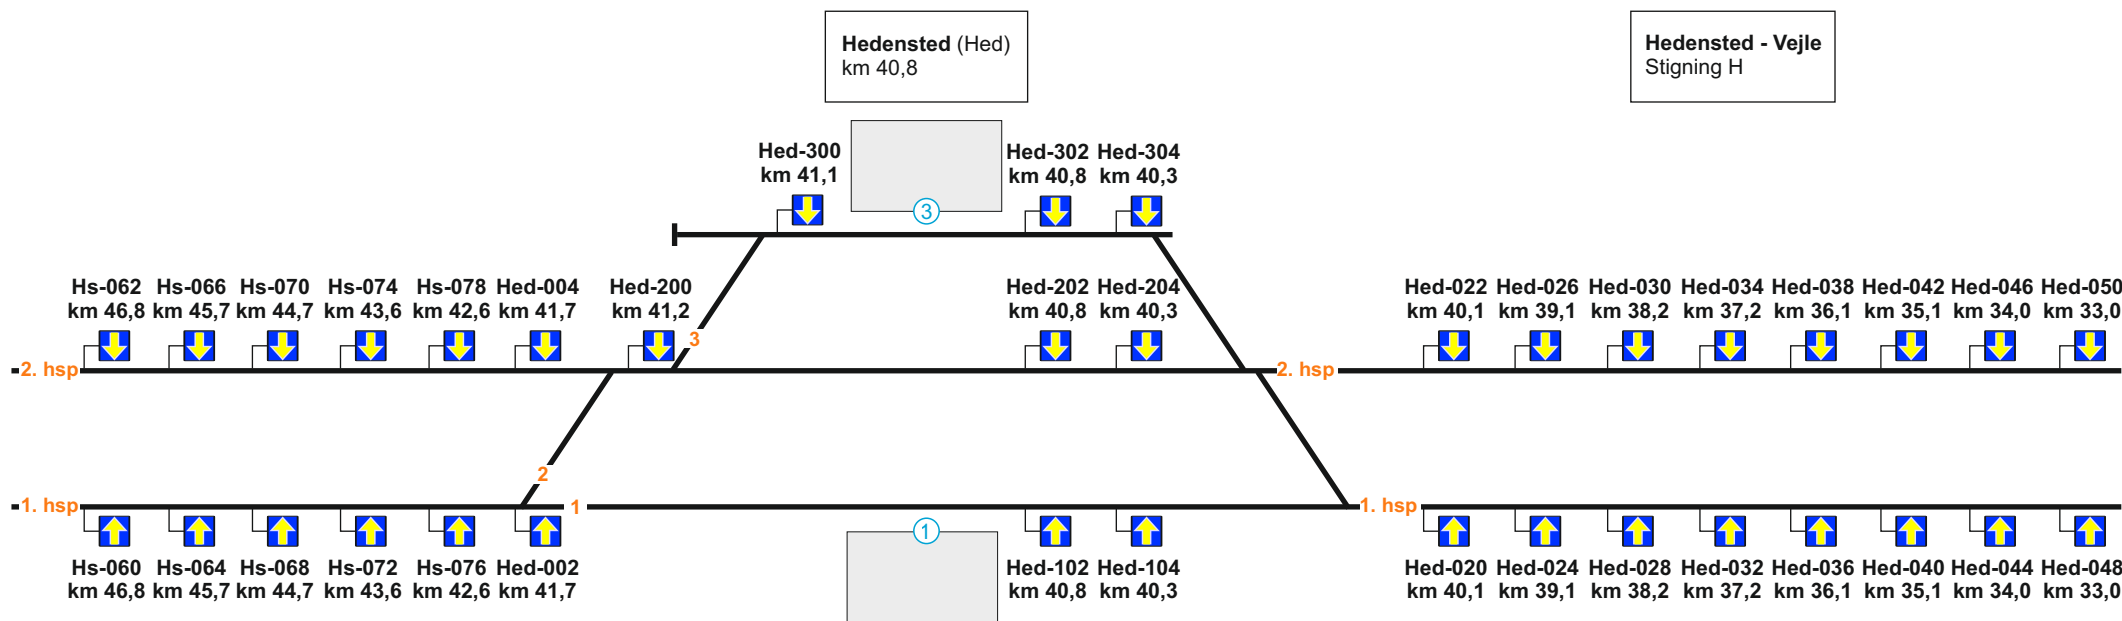 Hedensted (Hed)
km 40,8
Hedensted - Vejle
Stigning H
Hed-300
km 41,1
Hed-302
km 40,8
Hed-304
km 40,3
3
Hs-062
km 46,8
Hs-066
km 45,7
Hs-070
km 44,7
Hs-074
km 43,6
Hs-078
km 42,6
Hed-004
km 41,7
Hed-200
km 41,2
Hed-202
km 40,8
Hed-204
km 40,3
Hed-022
km 40,1
Hed-026
km 39,1
Hed-030
km 38,2
Hed-034
km 37,2
Hed-038
km 36,1
Hed-042
km 35,1
Hed-046
km 34,0
Hed-050
km 33,0
3
2. hsp
2. hsp
2
1. hsp
1
1. hsp
1
Hs-060
km 46,8
Hs-064
km 45,7
Hs-068
km 44,7
Hs-072
km 43,6
Hs-076
km 42,6
Hed-002
km 41,7
Hed-102
km 40,8
Hed-104
km 40,3
Hed-020
km 40,1
Hed-024
km 39,1
Hed-028
km 38,2
Hed-032
km 37,2
Hed-036
km 36,1
Hed-040
km 35,1
Hed-044
km 34,0
Hed-048
km 33,0